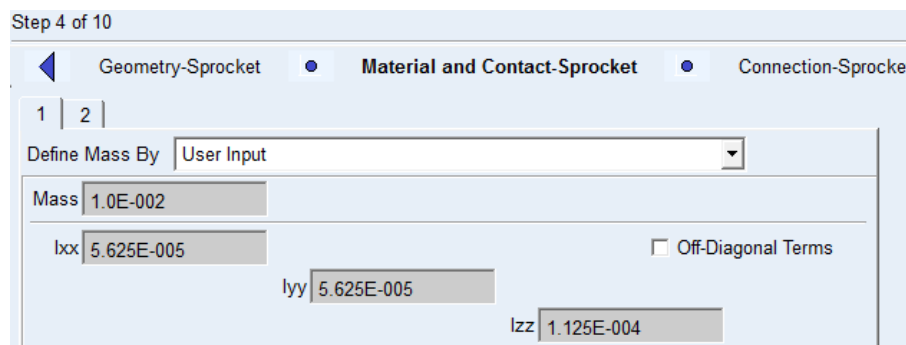 Step 4 of 10
Geometry-Sprocket Material and Contact-Sprocket Connection-Sprocke
1 2
Define Mass By User Input
Mass 1.0E-002
Ixx 5.625E-005 Off-Diagonal Terms
Iyy 5.625E-005
Izz 1.125E-004